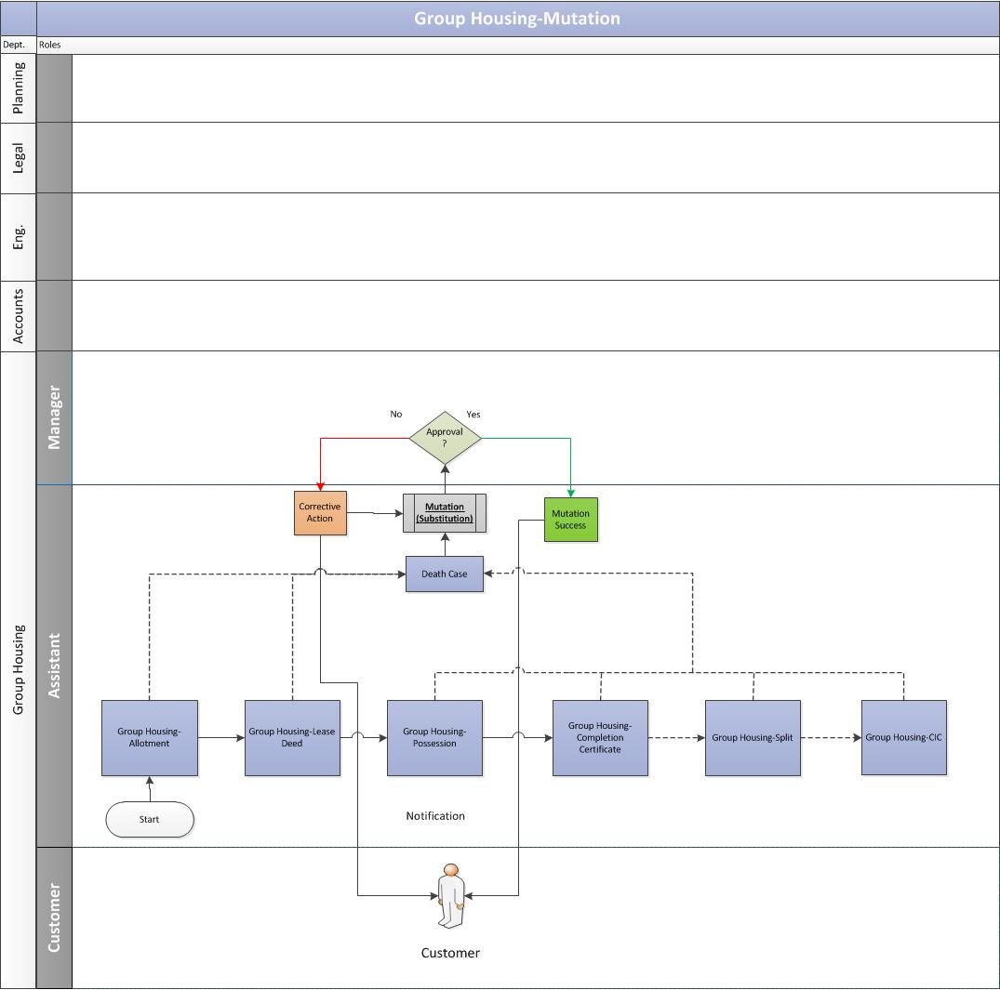 Group Housing-Mutation
Dept.
Roles
Planning
Legal
Eng.
Accounts
Group Housing
Manager
No
Yes
Approval
?
Assistant
Corrective
Action
Mutation
(Substitution)
Mutation
Success
Death Case
Group Housing-
Allotment
Group Housing-Lease
Deed
Group Housing-
Possession
Group Housing-
Completion
Certificate
Group Housing-Split
Group Housing-CIC
Start
Notification
Customer
Customer